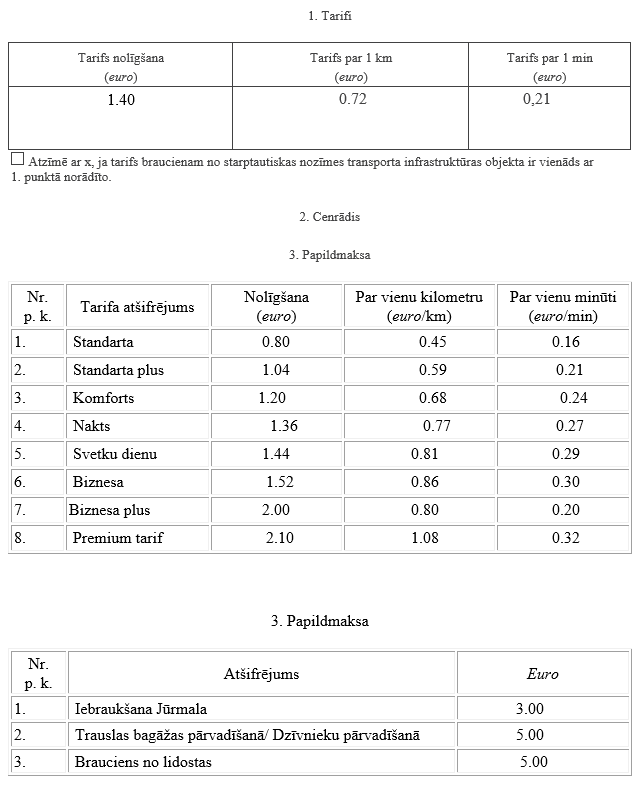 1. Tarifi
Tarifs nolīgšana
(euro)
Tarifs par 1 km
(euro)
Tarifs par 1 min
(euro)
1.40 0.72 0,21
Atzīmē ar x, ja tarifs braucienam no starptautiskas nozīmes transporta infrastruktūras objekta ir vienāds ar
1. punktā norādīto.
2. Cenrādis
3. Papildmaksa
Nr.
p. k.
Tarifa atšifrējums
Nolīgšana
(euro)
Par vienu kilometru
(euro/km)
Par vienu minūti
(euro/min)
1. Standarta 0.80 0.45 0.16
2. Standarta plus 1.04 0.59 0.21
3. Komforts 1.20 0.68 0.24
4. Nakts 1.36 0.77 0.27
5. Svetku dienu 1.44 0.81 0.29
6. Biznesa 1.52 0.86 0.30
7. Biznesa plus 2.00 0.80 0.20
8. Premium tarif 2.10 1.08 0.32
3. Papildmaksa
Nr.
p. k.
Atšifrējums
Euro
1. Iebraukšana Jūrmala 3.00
2. Trauslas bagāžas pārvadīšanā/ Dzīvnieku pārvadīšanā 5.00
3. Brauciens no lidostas 5.00